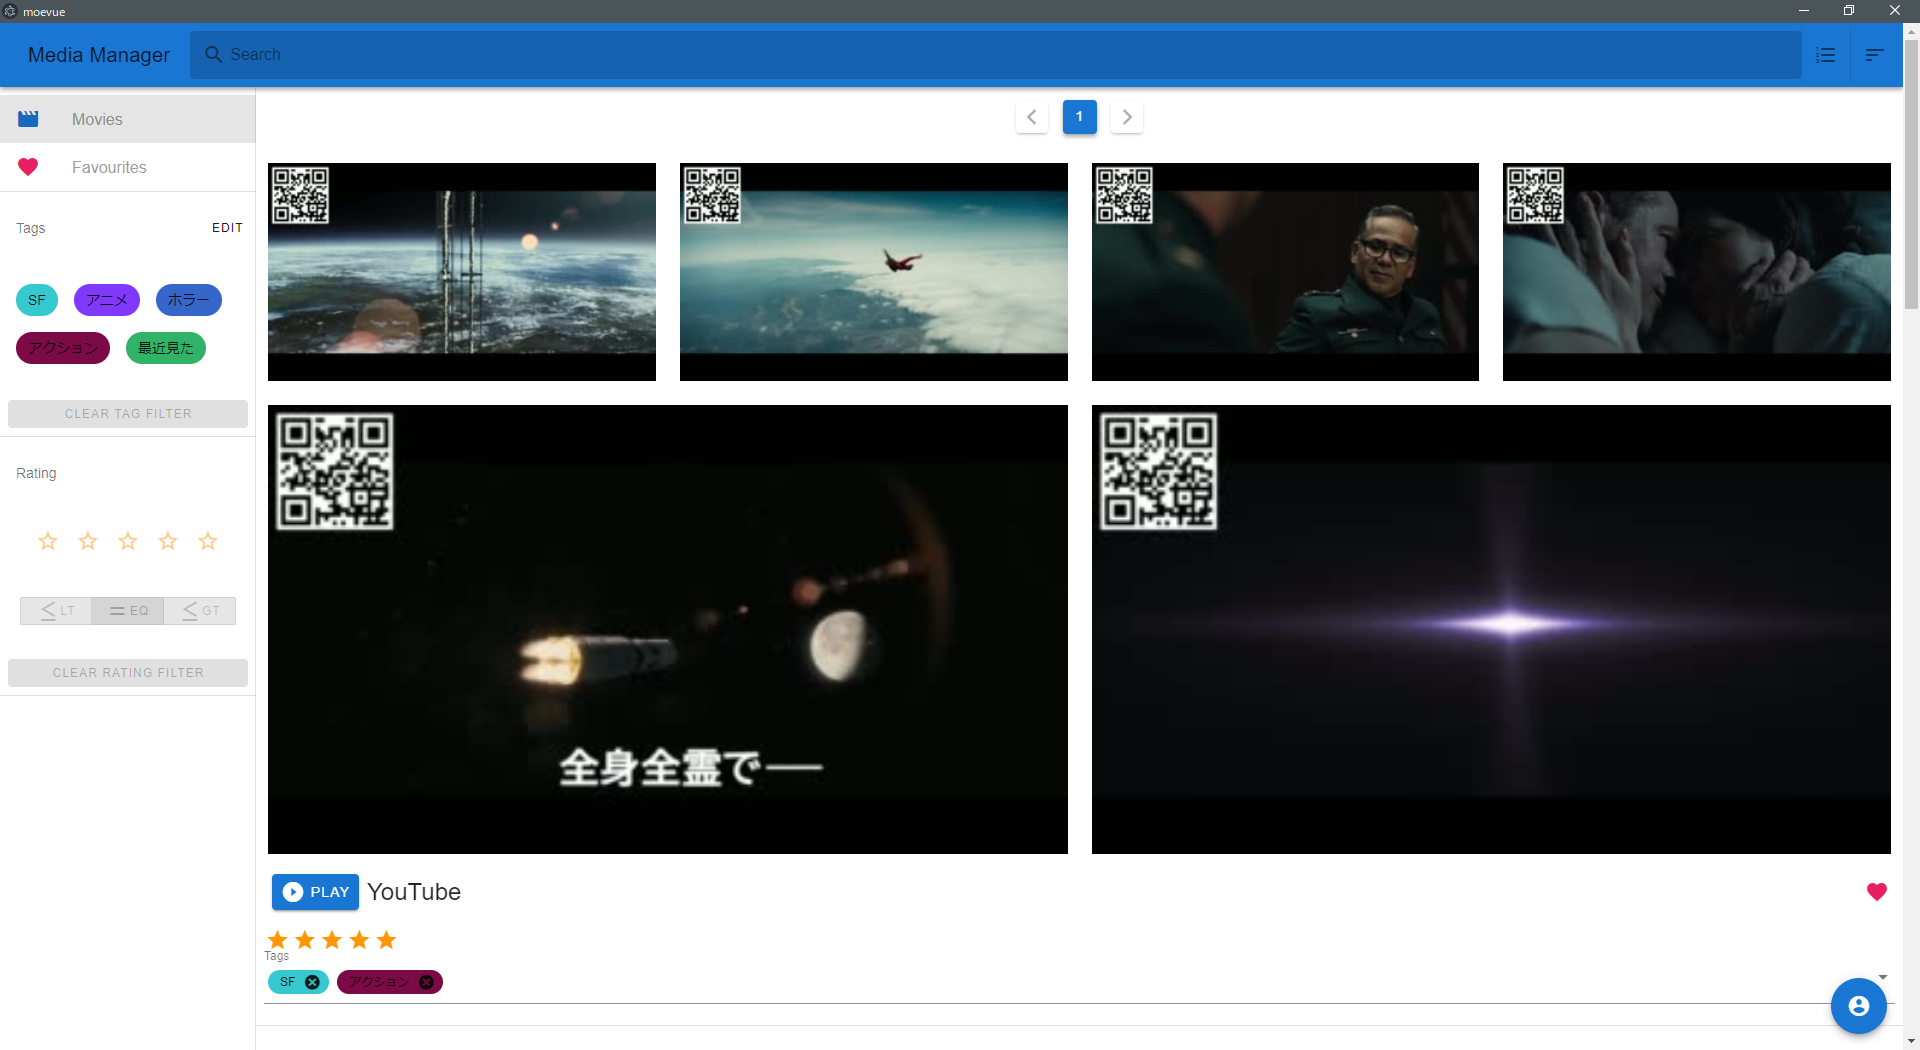 moevue
Media Manager
Search
Movies
Favourites
1
Tags
EDIT
SF
アニメ
ホラー
アクション
最近見た
CLEAR TAG FILTER
Rating
LT
EQ
GT
CLEAR RATING FILTER
全身全霊で──
PLAY
YouTube
Tags
SF
アクション